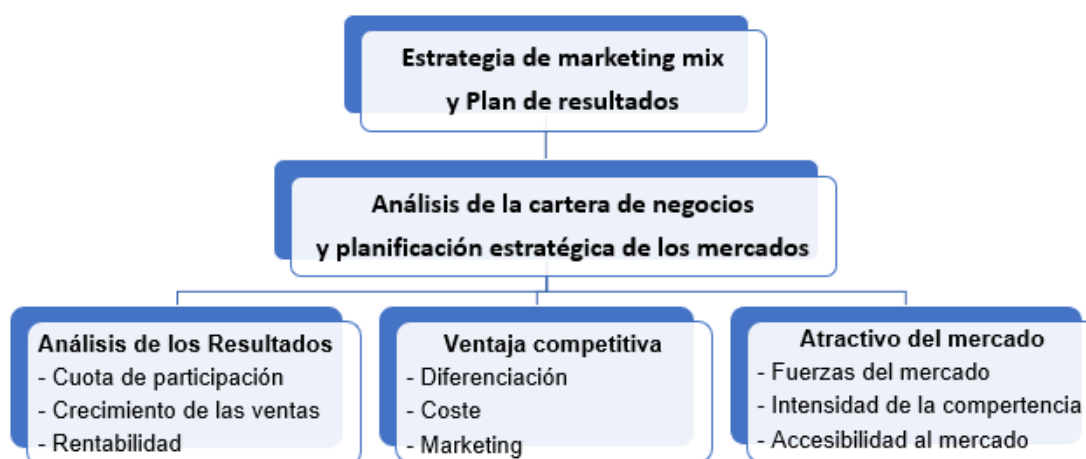 Estrategia de marketing mix
y Plan de resultados
Análisis de la cartera de negocios
y planificación estratégica de los mercados
Análisis de los Resultados
- Cuota de participación
- Crecimiento de las ventas
- Rentabilidad
Ventaja competitiva
- Diferenciación
- Coste
- Marketing
Atractivo del mercado
- Fuerzas del mercado
- Intensidad de la compertencia
- Accesibilidad al mercado